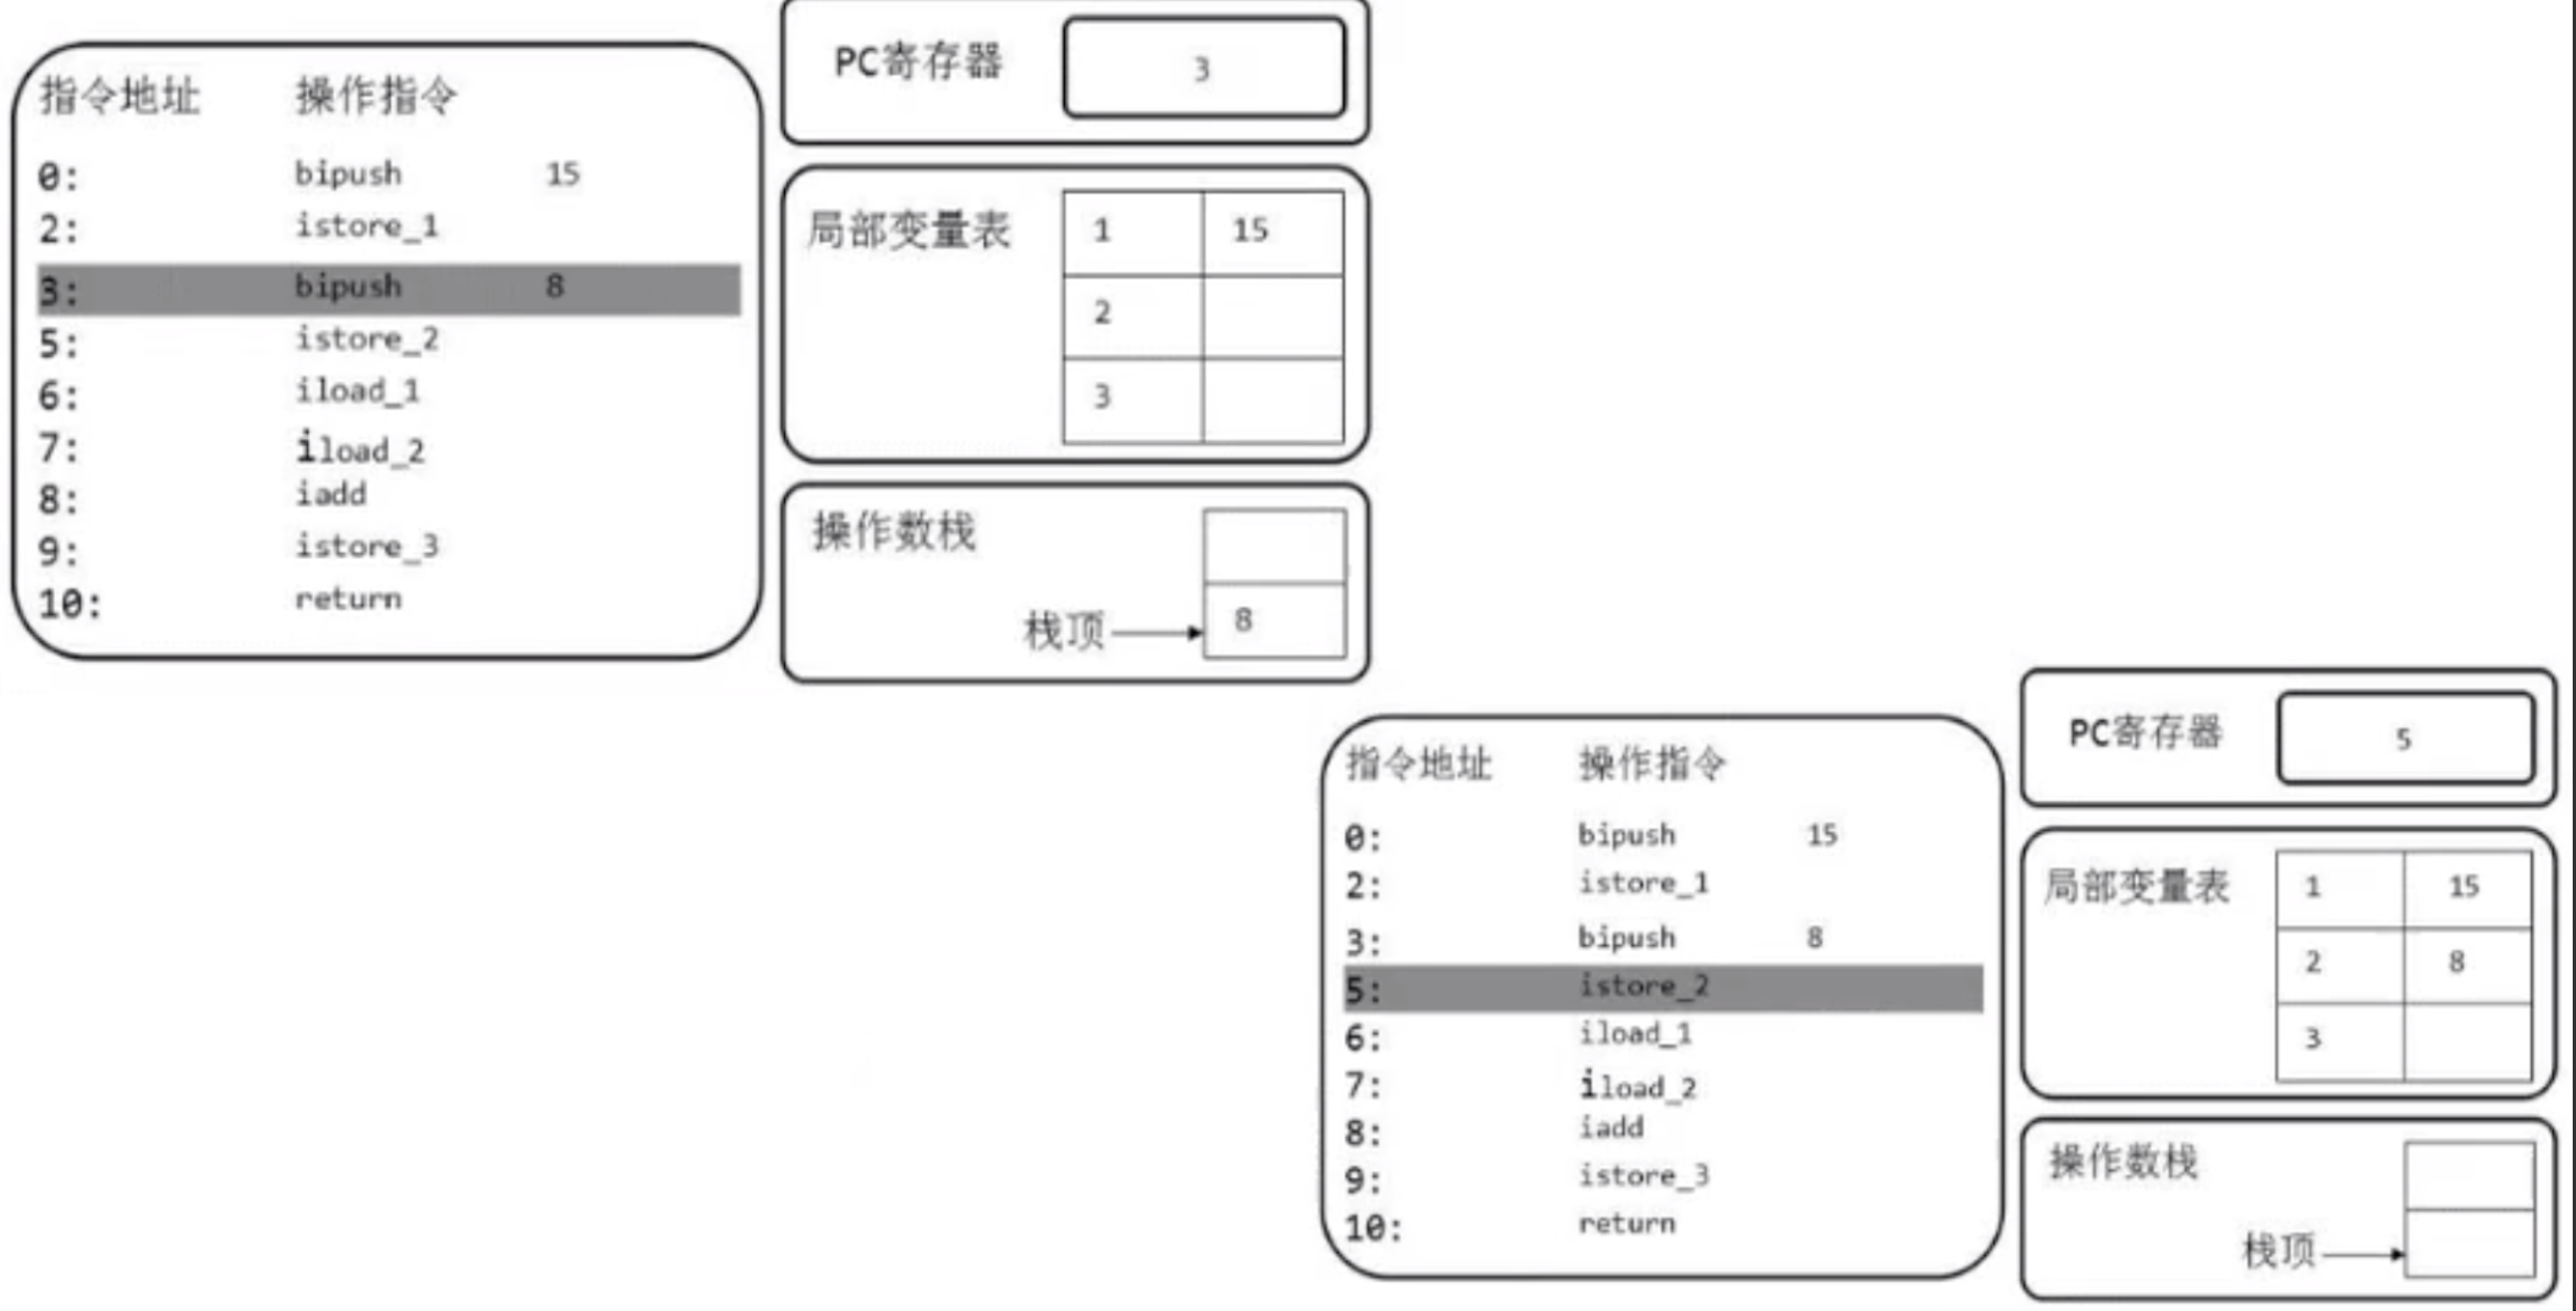 指令地址 操作指令
0: bipush 15
2: istore_1
3: bipush 8
5: istore_2
6: iload_1
7: iload_2
8: iadd
9: istore_3
10: return
PC寄存器 3
局部变量表 1 15
2
3
操作数栈
栈顶 8
指令地址 操作指令
0: bipush 15
2: istore_1
3: bipush 8
5: istore_2
6: iload_1
7: iload_2
8: iadd
9: istore_3
10: return
PC寄存器 5
局部变量表 1 15
2 8
3
操作数栈
栈顶